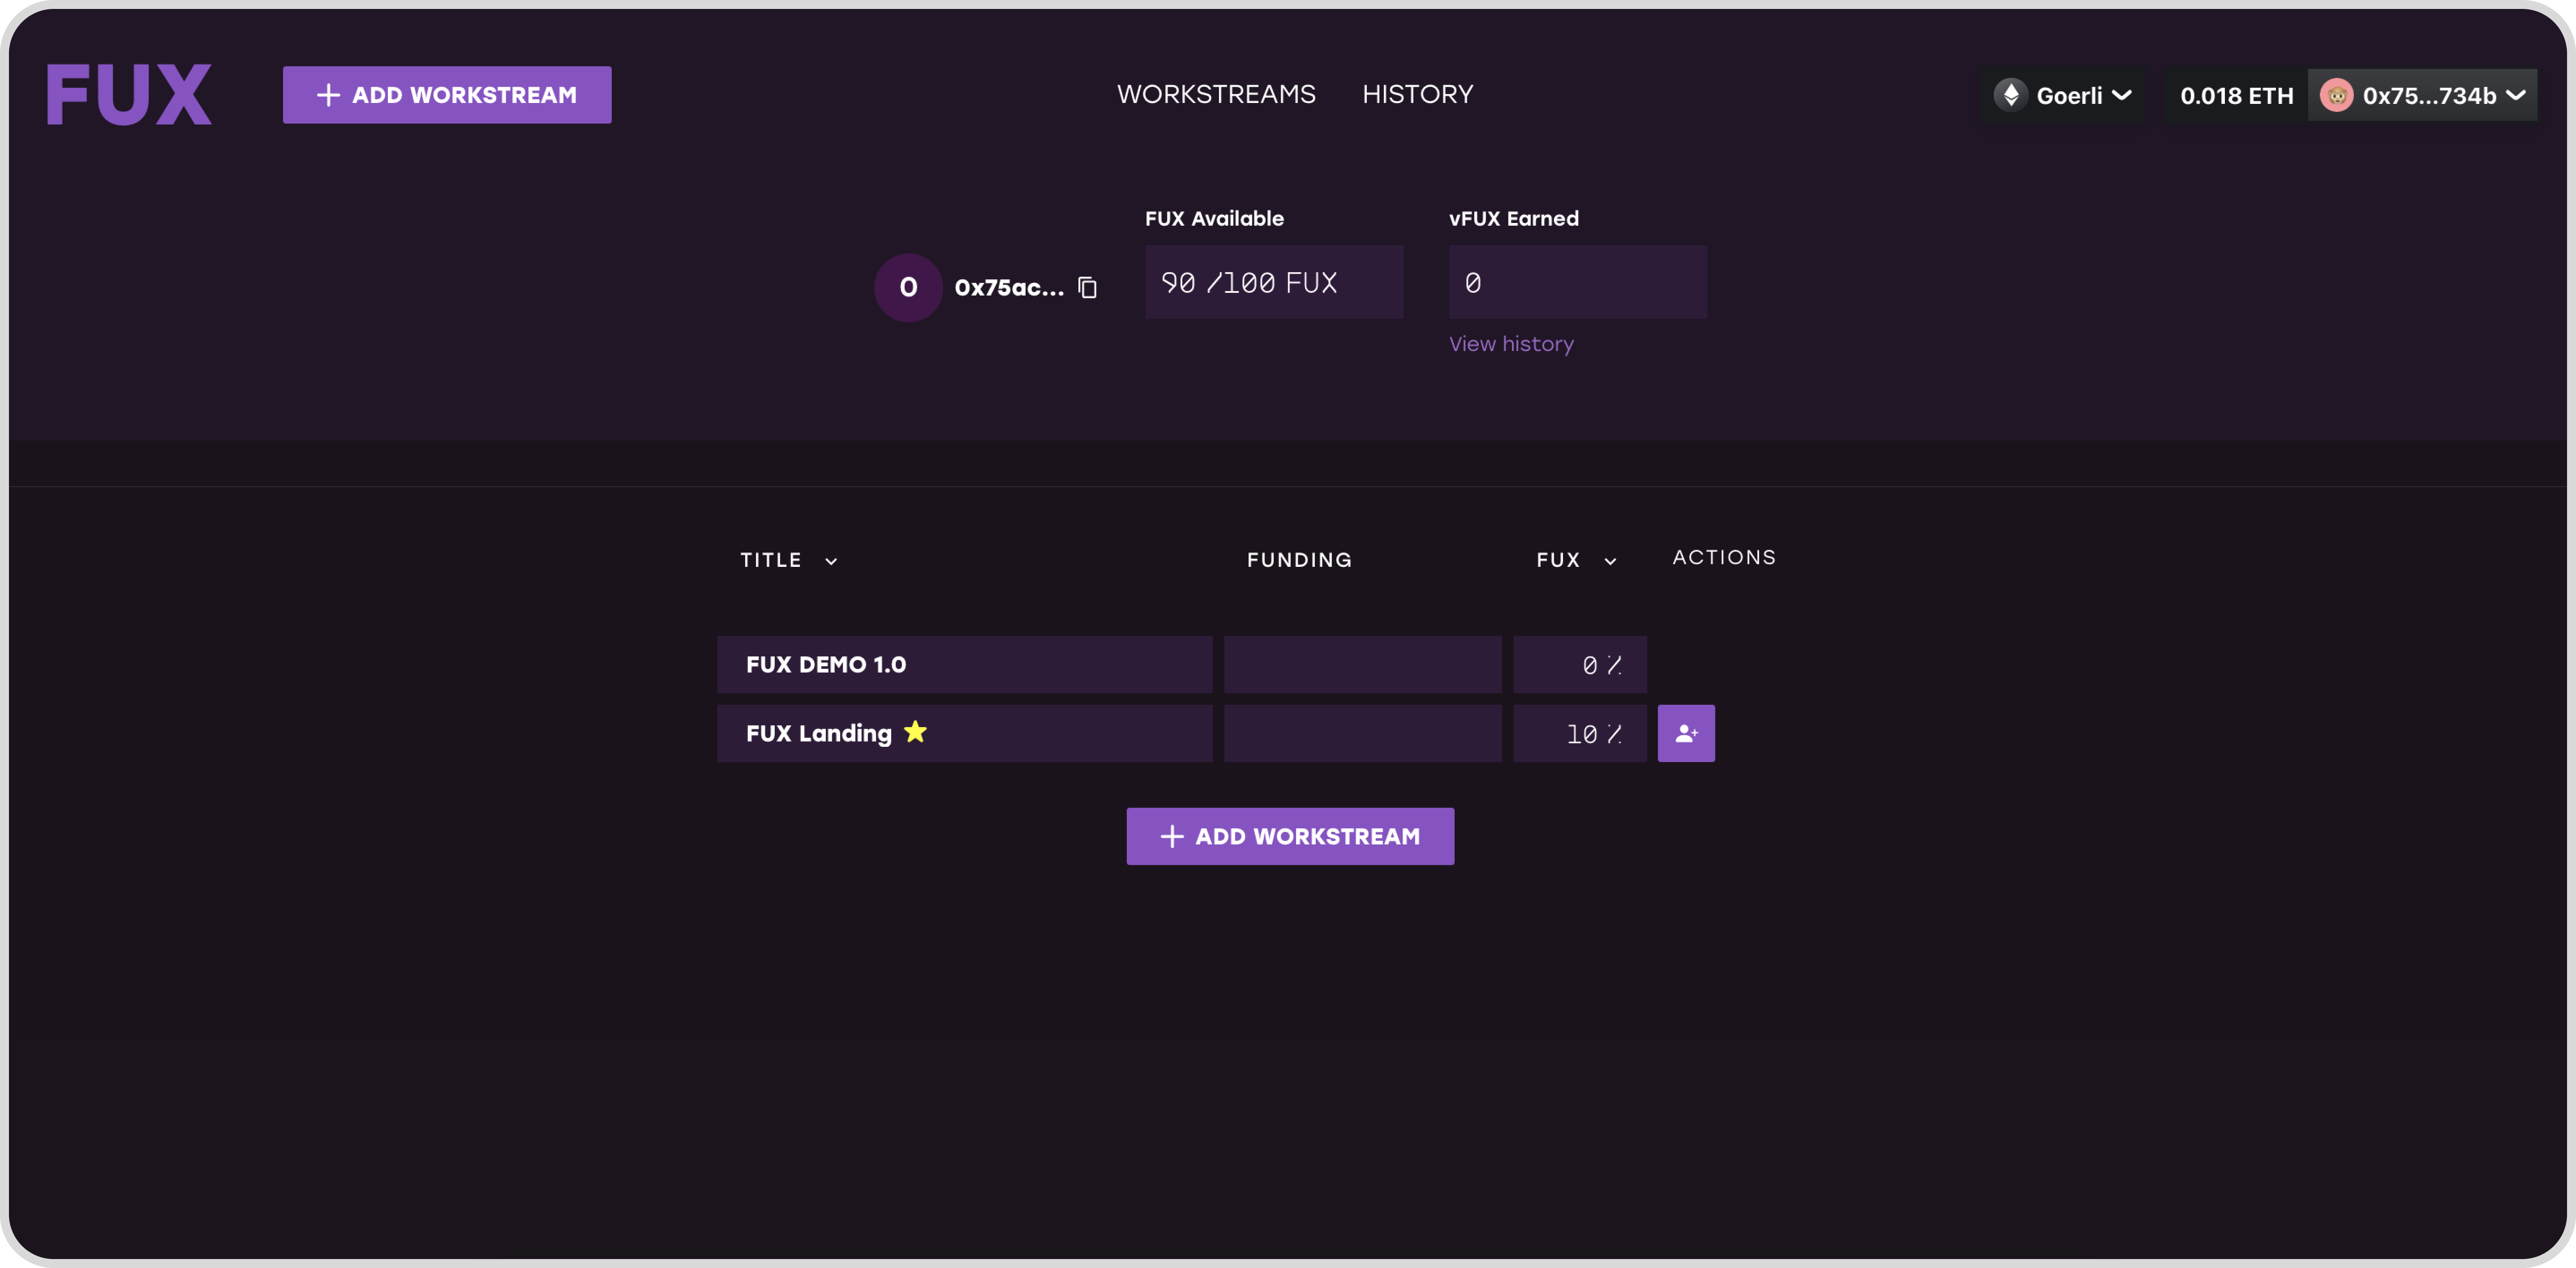 FUX
ADD WORKSTREAM
WORKSTREAMS HISTORY
Goerli
0.018 ETH
0x75...734b
FUX Available
vFUX Earned
0
0x75ac...
90 /100 FUX
0
View history
TITLE FUNDING FUX ACTIONS
FUX DEMO 1.0 0 %
FUX Landing 10 %
ADD WORKSTREAM